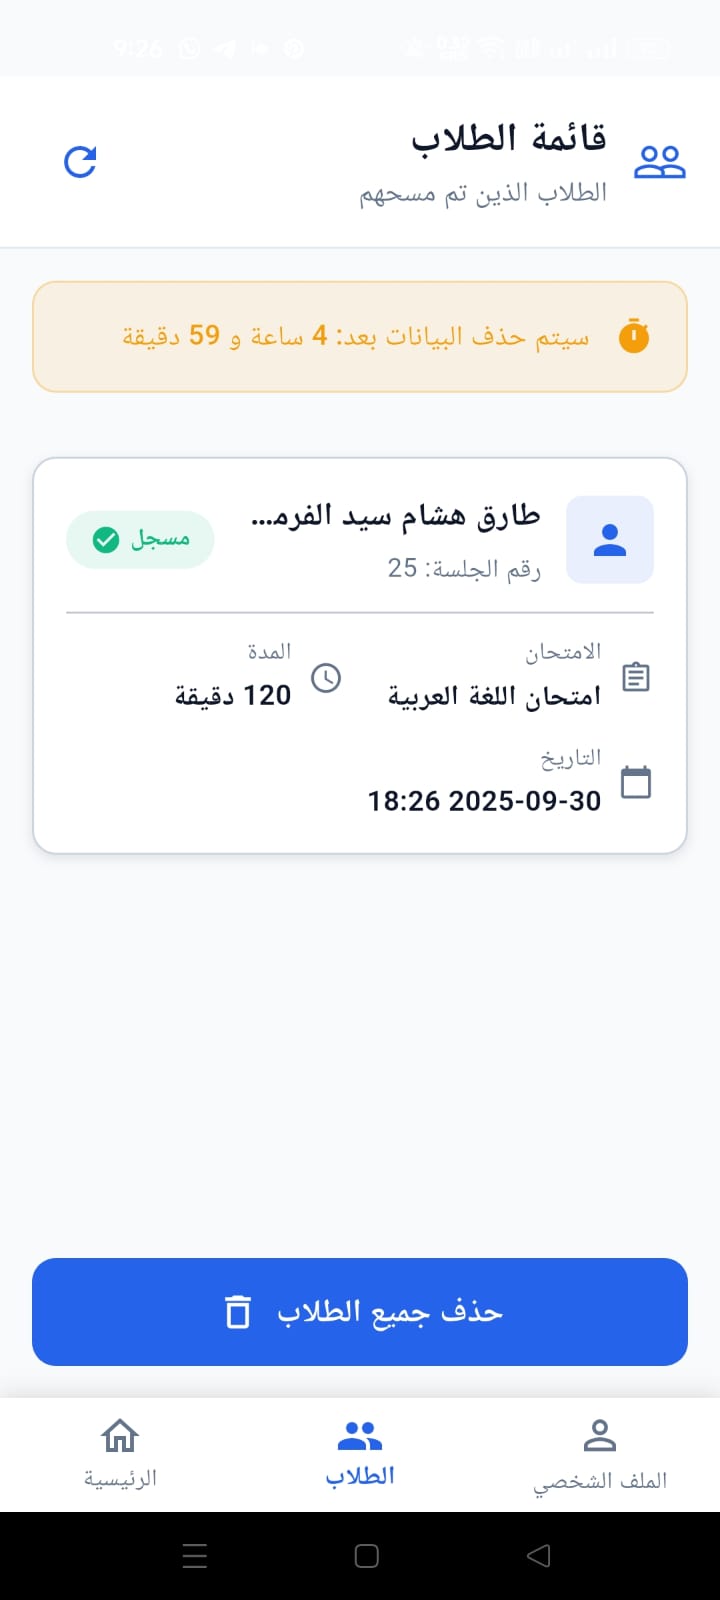 9:26
قائمة الطلاب
الطلاب الذين تم مسحهم
سيتم حذف البيانات بعد: 4 ساعة و 59 دقيقة
طارق هشام سيد الفرمـ...
رقم الجلسة: 25
مسجل
الامتحان
امتحان اللغة العربية
المدة
120 دقيقة
التاريخ
2025-09-30 18:26
حذف جميع الطلاب
الملف الشخصي
الطلاب
الرئيسية